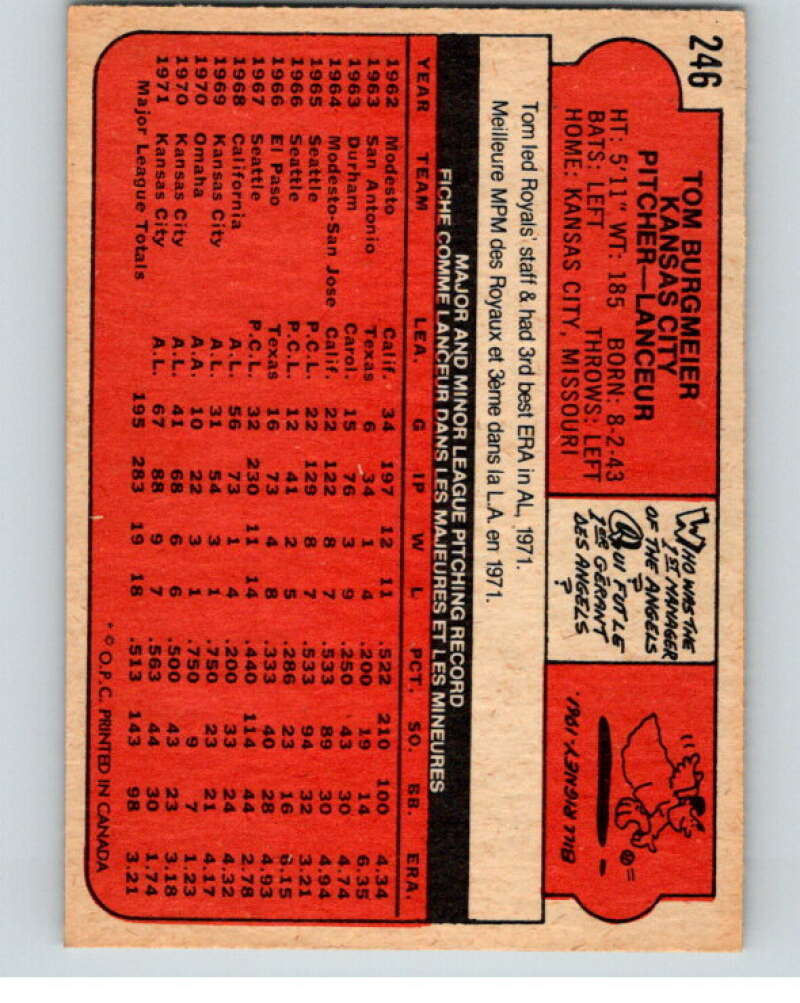 246
TOM BURGMEIER
KANSAS CITY
PITCHER—LANCEUR
HT: 5'11" WT: 185 BORN: 8-2-43
BATS: LEFT THROWS: LEFT
HOME: KANSAS CITY, MISSOURI
WHO WAS THE
1ST MANAGER
OF THE ANGELS
?
QUI FUT LE
1ER GÉRANT
DES ANGELS
?
BILL RIGNEY, 1961.
Tom led Royals' staff & had 3rd best ERA in AL, 1971.
Meilleure MPM des Royaux et 3ème dans la L.A. en 1971.
MAJOR AND MINOR LEAGUE PITCHING RECORD
FICHE COMME LANCEUR DANS LES MAJEURES ET LES MINEURES
YEAR TEAM LEA. G IP W L PCT. SO. BB. ERA.
1962 Modesto Calif. 34 197 12 11 .522 210 100 4.34
1963 San Antonio Texas 6 34 1 4 .200 19 14 6.35
1963 Durham Carol. 15 76 3 9 .250 43 30 4.74
1964 Modesto-San Jose Calif. 22 122 8 7 .533 89 30 4.94
1965 Seattle P.C.L. 22 129 8 7 .533 94 32 3.21
1966 Seattle P.C.L. 12 41 2 5 .286 23 16 6.15
1966 El Paso Texas 16 73 4 8 .333 40 28 4.93
1967 Seattle P.C.L. 32 230 11 14 .440 114 44 2.78
1968 California A.L. 56 73 1 4 .200 33 24 4.32
1969 Kansas City A.L. 31 54 3 1 .750 23 21 4.17
1970 Omaha A.A. 10 22 3 1 .750 9 7 1.23
1970 Kansas City A.L. 41 68 6 6 .500 43 23 3.18
1971 Kansas City A.L. 67 88 9 7 .563 44 30 1.74
Major League Totals 195 283 19 18 .513 143 98 3.21
* © O.P.C. PRINTED IN CANADA